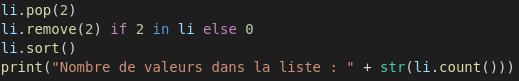 li.pop(2)
li.remove(2) if 2 in li else 0
li.sort()
print("Nombre de valeurs dans la liste : " + str(li.count()))